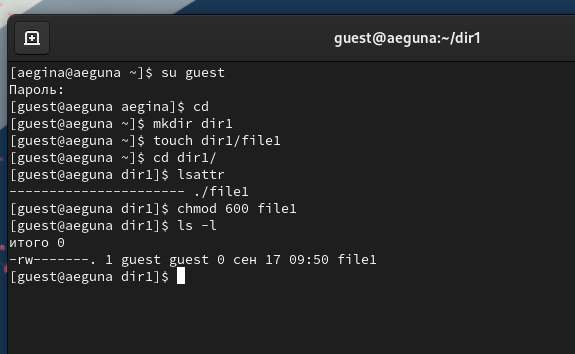 guest@aeguna:~/dir1
[aegina@aeguna ~]$ su guest
Пароль:
[guest@aeguna aegina]$ cd
[guest@aeguna ~]$ mkdir dir1
[guest@aeguna ~]$ touch dir1/file1
[guest@aeguna ~]$ cd dir1/
[guest@aeguna dir1]$ lsattr
---------------------- ./file1
[guest@aeguna dir1]$ chmod 600 file1
[guest@aeguna dir1]$ ls -l
итого 0
-rw-------. 1 guest guest 0 сен 17 09:50 file1
[guest@aeguna dir1]$